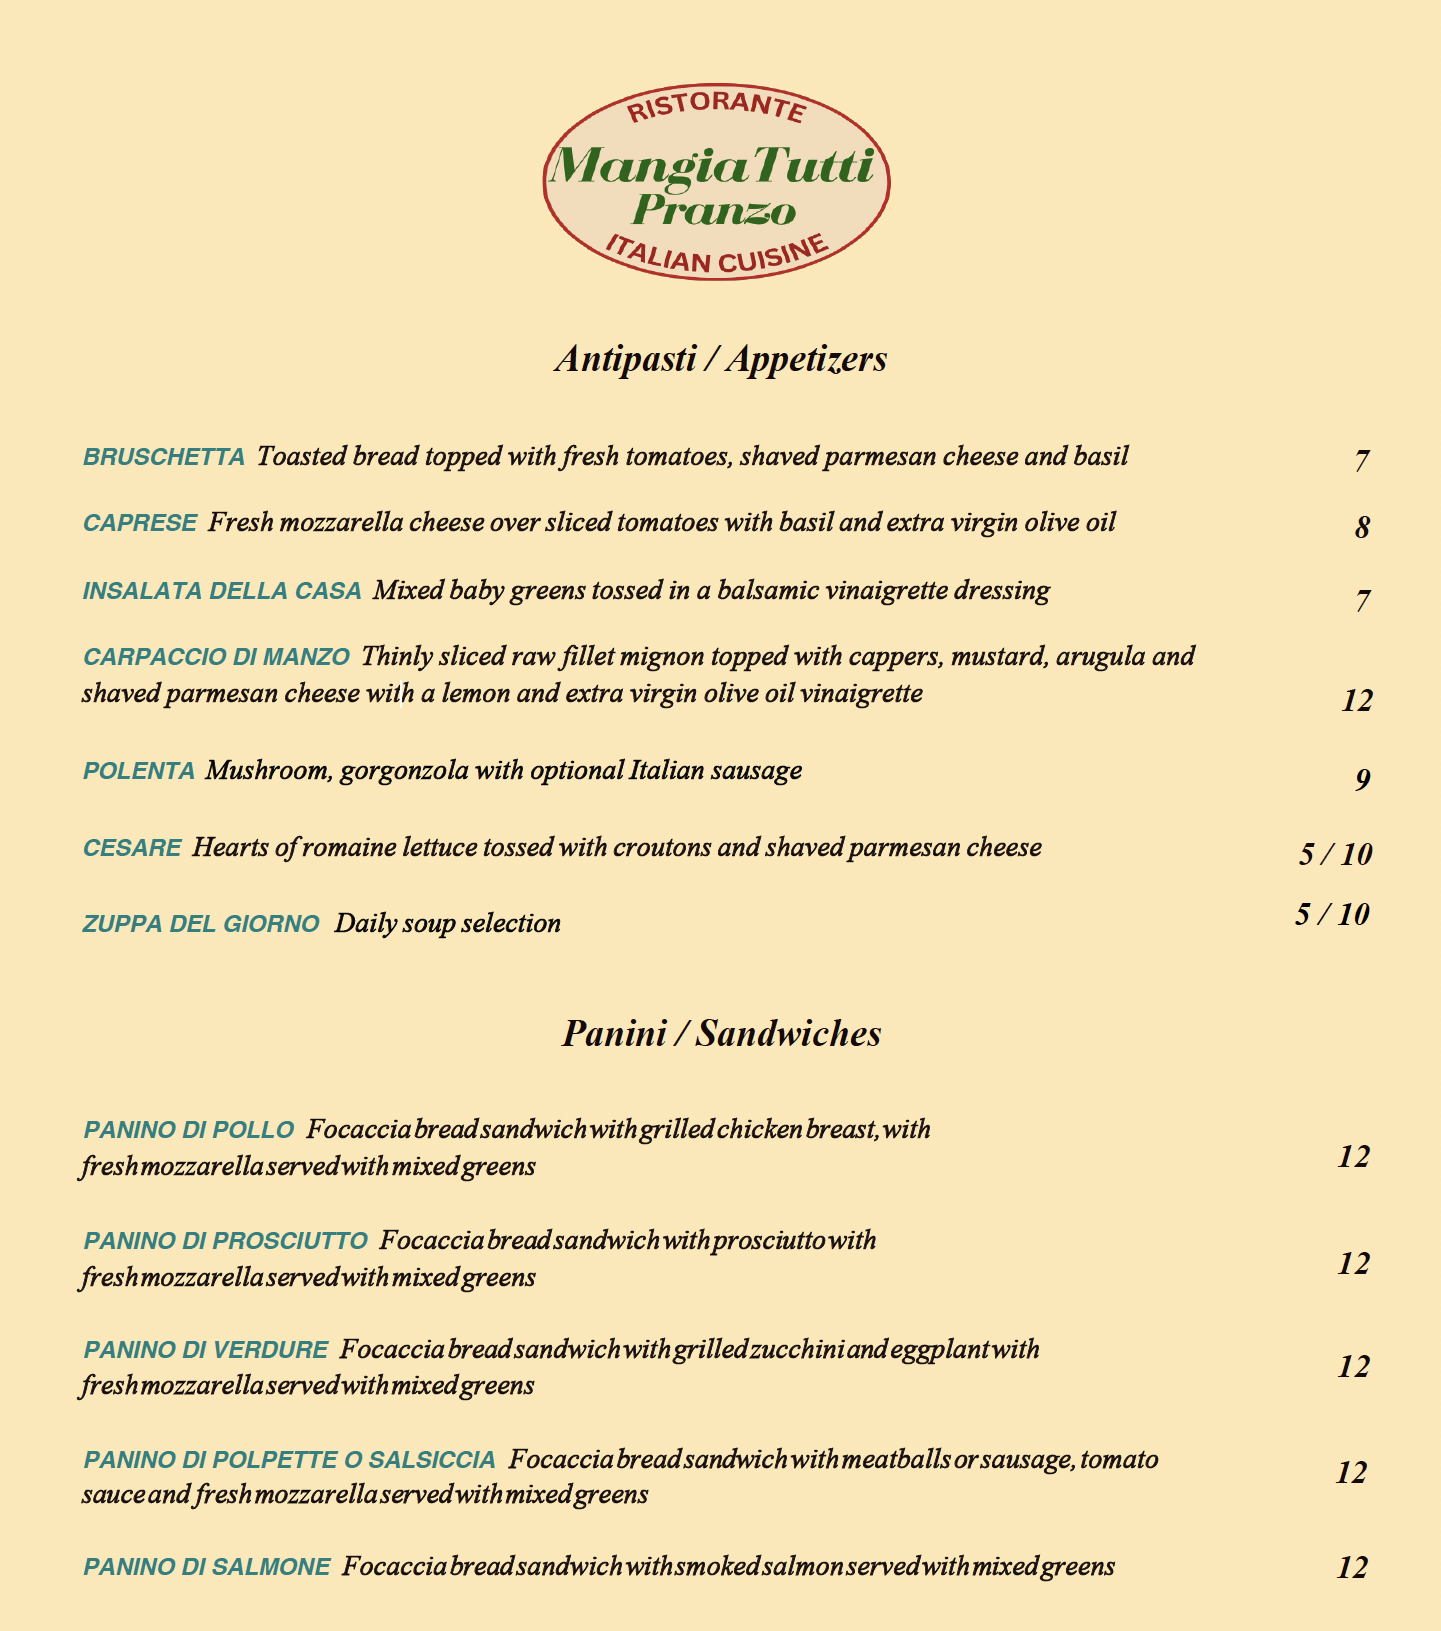 RISTORANTE
Mangia Tutti
Pranzo
ITALIAN CUISINE
Antipasti / Appetizers
BRUSCHETTA Toasted bread topped with fresh tomatoes, shaved parmesan cheese and basil 7
CAPRESE Fresh mozzarella cheese over sliced tomatoes with basil and extra virgin olive oil 8
INSALATA DELLA CASA Mixed baby greens tossed in a balsamic vinaigrette dressing 7
CARPACCIO DI MANZO Thinly sliced raw fillet mignon topped with cappers, mustard, arugula and
shaved parmesan cheese with a lemon and extra virgin olive oil vinaigrette 12
POLENTA Mushroom, gorgonzola with optional Italian sausage 9
CESARE Hearts of romaine lettuce tossed with croutons and shaved parmesan cheese 5 / 10
ZUPPA DEL GIORNO Daily soup selection 5 / 10
Panini / Sandwiches
PANINO DI POLLO Focaccia bread sandwich with grilled chicken breast, with
fresh mozzarella served with mixed greens 12
PANINO DI PROSCIUTTO Focaccia bread sandwich with prosciutto with
fresh mozzarella served with mixed greens 12
PANINO DI VERDURE Focaccia bread sandwich with grilled zucchini and eggplant with
fresh mozzarella served with mixed greens 12
PANINO DI POLPETTE O SALSICCIA Focaccia bread sandwich with meatballs or sausage, tomato
sauce and fresh mozzarella served with mixed greens 12
PANINO DI SALMONE Focaccia bread sandwich with smoked salmon served with mixed greens 12